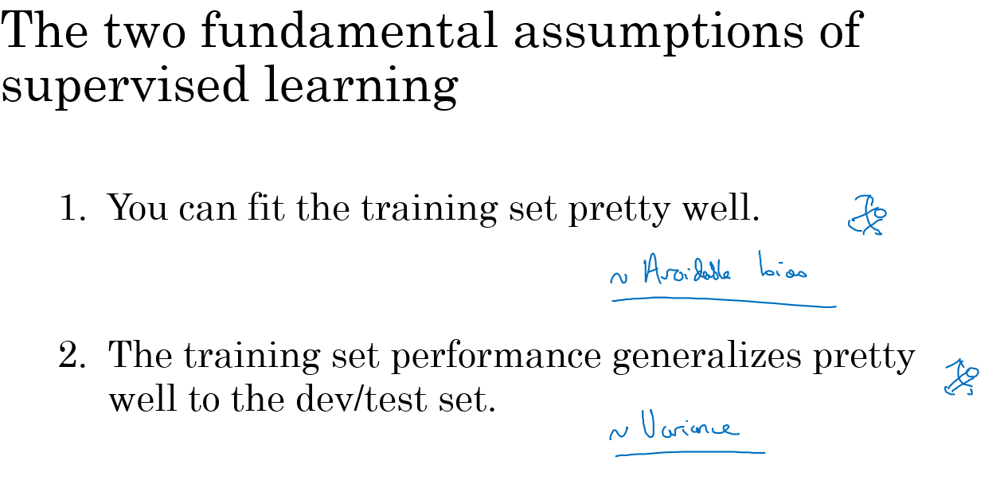 The two fundamental assumptions of
supervised learning
1. You can fit the training set pretty well.
~ Avoidable bias
2. The training set performance generalizes pretty
well to the dev/test set.
~ Variance